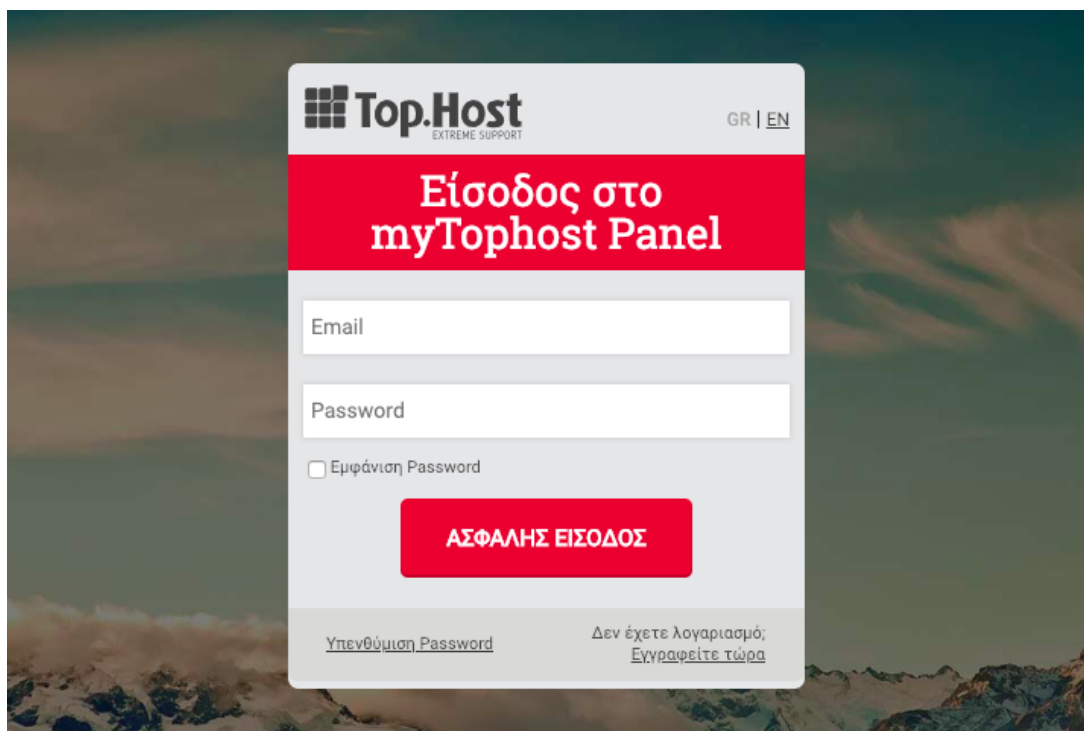 Top.Host
EXTREME SUPPORT
GR | EN
Είσοδος στο
myTophost Panel
Email
Password
Εμφάνιση Password
ΑΣΦΑΛΗΣ ΕΙΣΟΔΟΣ
Υπενθύμιση Password
Δεν έχετε λογαριασμό;
Εγγραφείτε τώρα